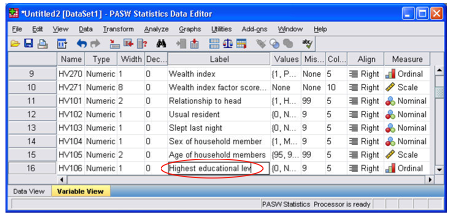 *Untitled2 [DataSet1] - PASW Statistics Data Editor
File Edit View Data Transform Analyze Graphs Utilities Add-ons Window Help
Name Type Width Dec... Label Values Mis... Col... Align Measure
9 HV270 Numeric 1 0 Wealth index {1, P... None 5 Right Ordinal
10 HV271 Numeric 8 0 Wealth index factor score... None None 10 Right Scale
11 HV101 Numeric 2 0 Relationship to head {1, H... 99 5 Right Nominal
12 HV102 Numeric 1 0 Usual resident {0, N... 9 5 Right Nominal
13 HV103 Numeric 1 0 Slept last night {0, N... 9 5 Right Nominal
14 HV104 Numeric 1 0 Sex of household member {1, M... 9 5 Right Nominal
15 HV105 Numeric 2 0 Age of household members {95, 9... 99 5 Right Scale
16 HV106 Numeric 1 0 Highest educational lev {0, N... 9 5 Right Nominal
Data View Variable View
PASW Statistics Processor is ready